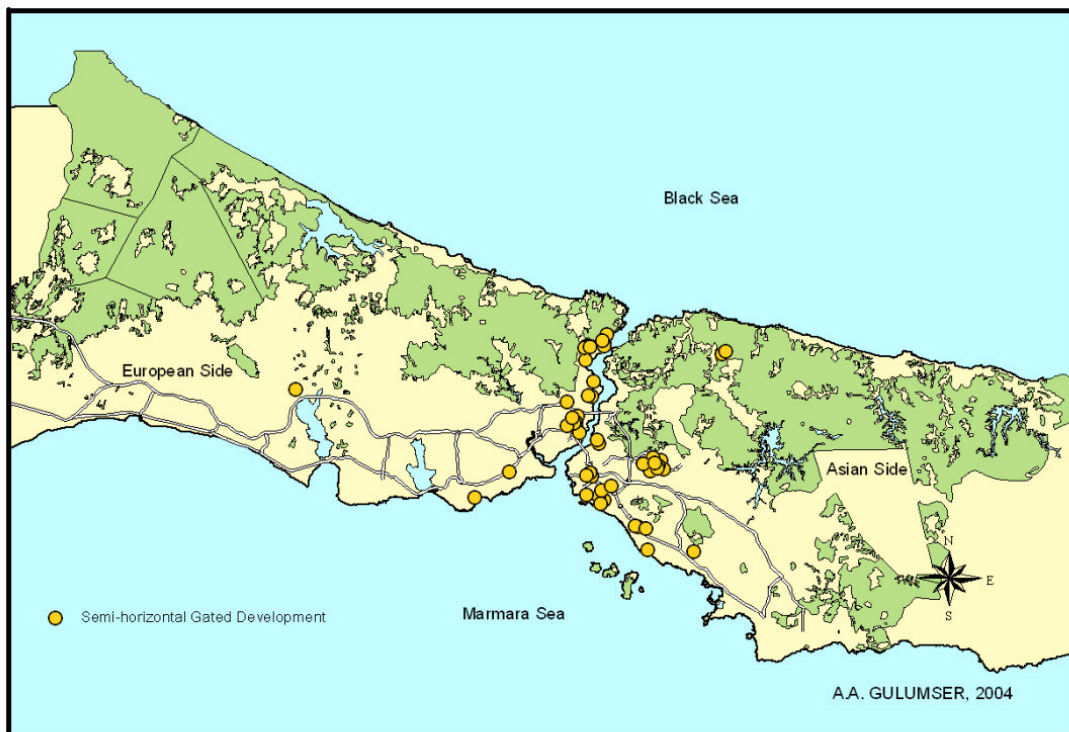 Black Sea
European Side
Asian Side
N
E
S
Marmara Sea
Semi-horizontal Gated Development
A.A. GULUMSER, 2004